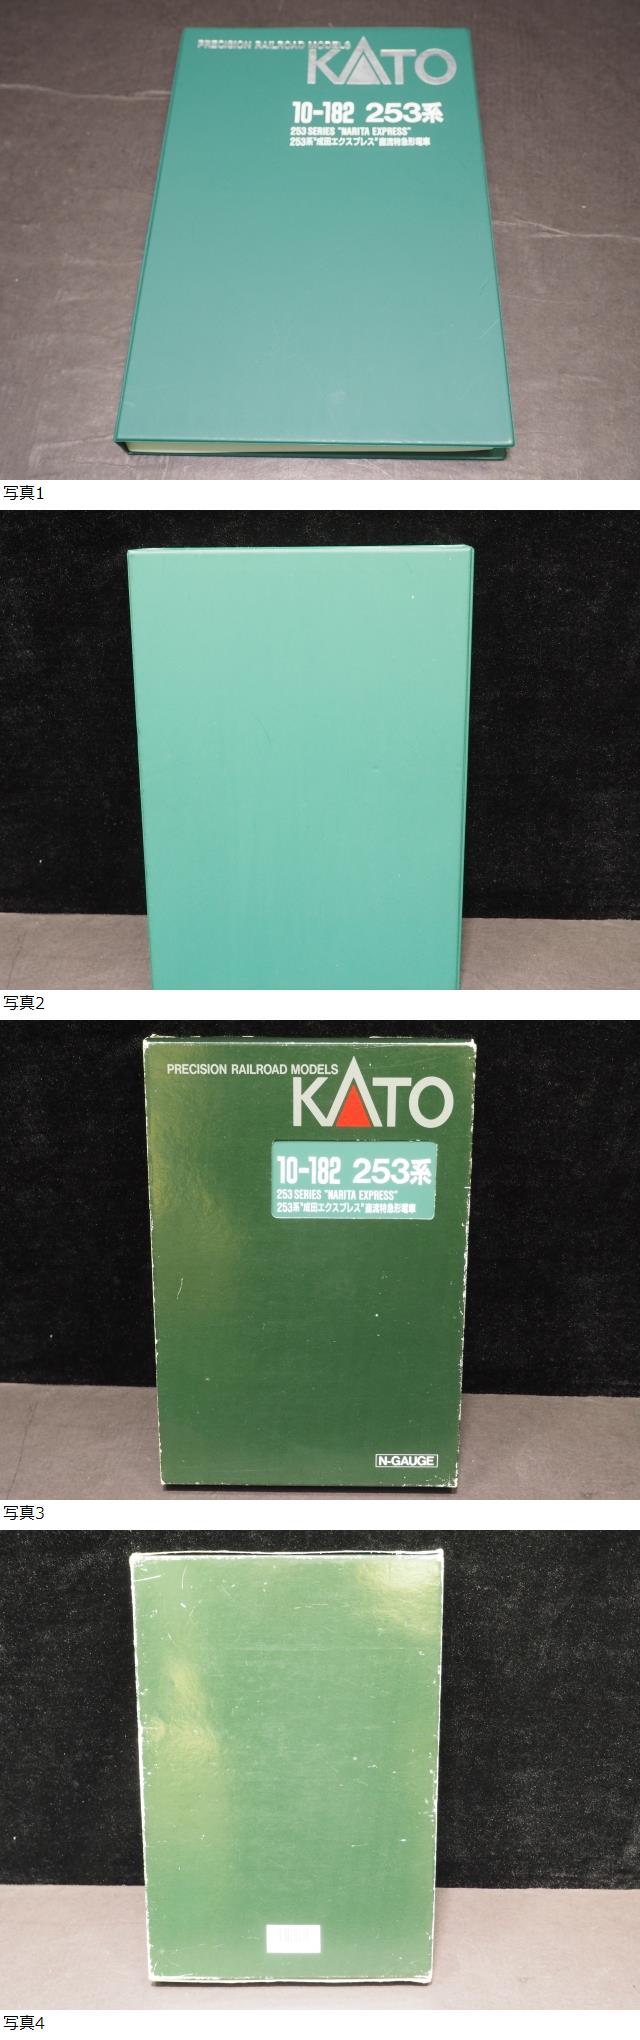 PRECISION RAILROAD MODELS
KATO
10-182 253系
253 SERIES "NARITA EXPRESS"
253系"成田エクスプレス"直流特急形電車
写真1
写真2
PRECISION RAILROAD MODELS
KATO
10-182 253系
253 SERIES "NARITA EXPRESS"
253系"成田エクスプレス"直流特急形電車
N-GAUGE
写真3
写真4